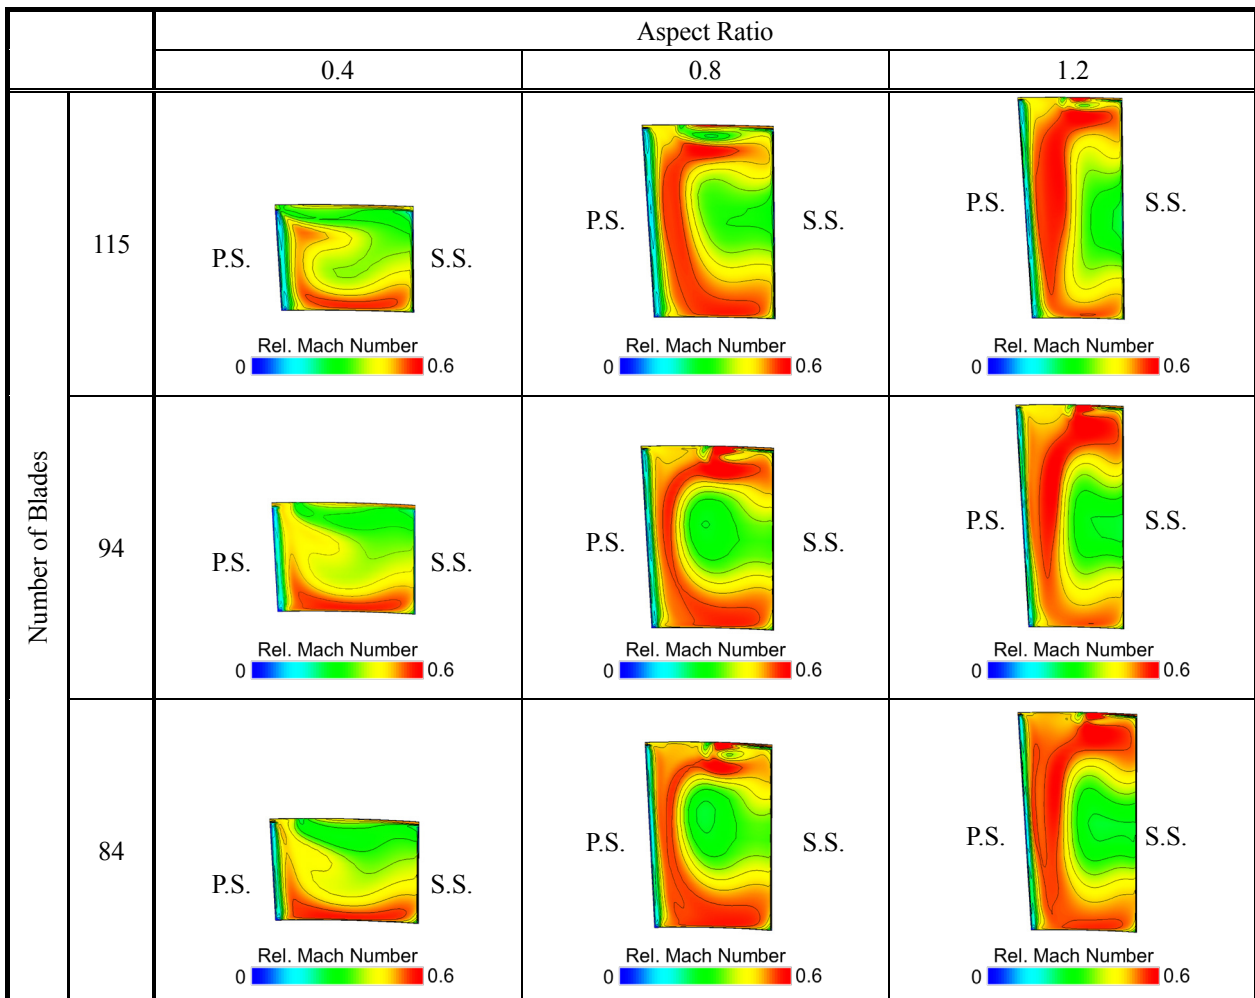 Aspect Ratio
0.4 0.8 1.2
Number of Blades
115
P.S. S.S.
Rel. Mach Number
0 0.6
P.S. S.S.
Rel. Mach Number
0 0.6
P.S. S.S.
Rel. Mach Number
0 0.6
94
P.S. S.S.
Rel. Mach Number
0 0.6
P.S. S.S.
Rel. Mach Number
0 0.6
P.S. S.S.
Rel. Mach Number
0 0.6
84
P.S. S.S.
Rel. Mach Number
0 0.6
P.S. S.S.
Rel. Mach Number
0 0.6
P.S. S.S.
Rel. Mach Number
0 0.6